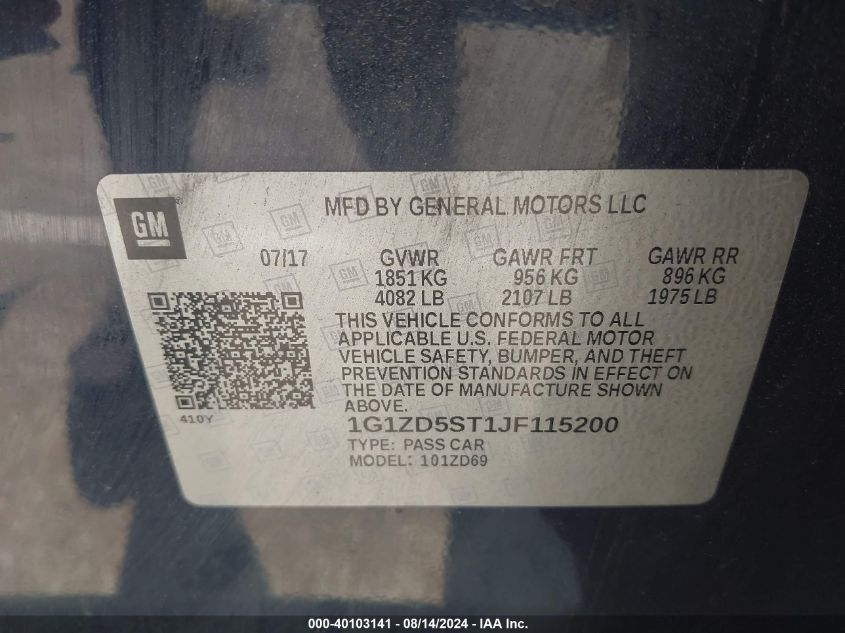 GM
MFD BY GENERAL MOTORS LLC
07/17 GVWR GAWR FRT GAWR RR
1851 KG 956 KG 896 KG
4082 LB 2107 LB 1975 LB
THIS VEHICLE CONFORMS TO ALL
APPLICABLE U.S. FEDERAL MOTOR
VEHICLE SAFETY, BUMPER, AND THEFT
PREVENTION STANDARDS IN EFFECT ON
THE DATE OF MANUFACTURE SHOWN
ABOVE.
410Y
1G1ZD5ST1JF115200
TYPE: PASS CAR
MODEL: 101ZD69
000-40103141 - 08/14/2024 - IAA Inc.